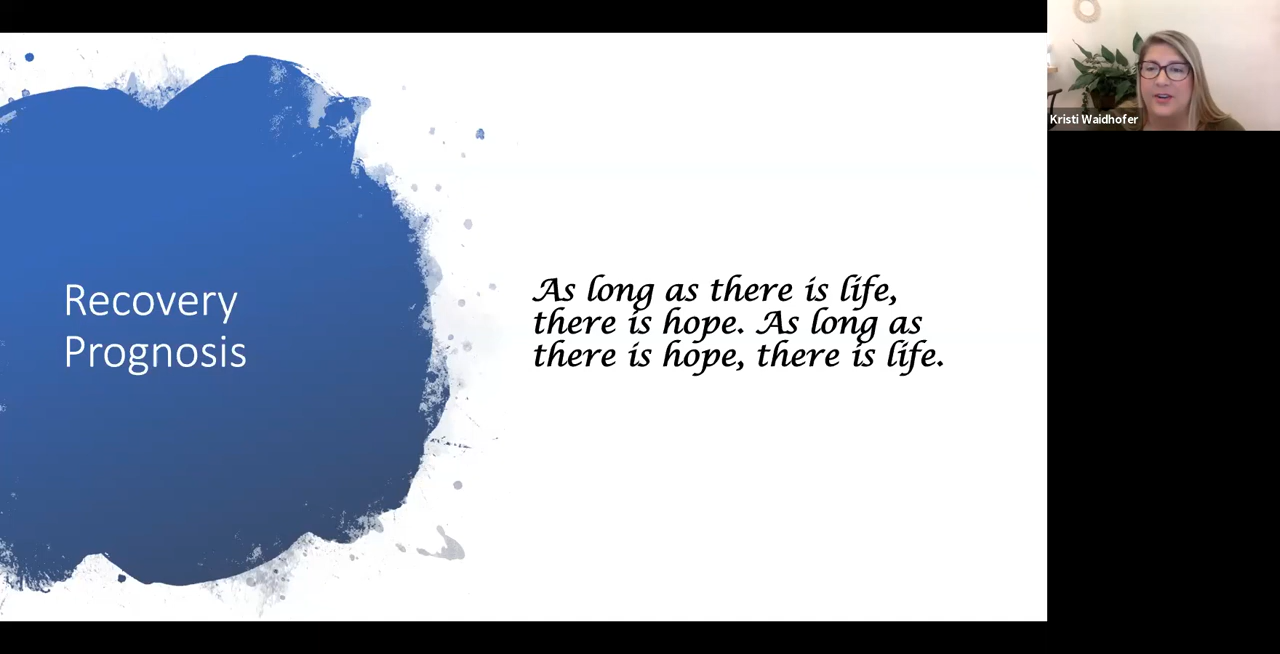 Recovery
Prognosis
As long as there is life,
there is hope. As long as
there is hope, there is life.
Kristi Waidhofer